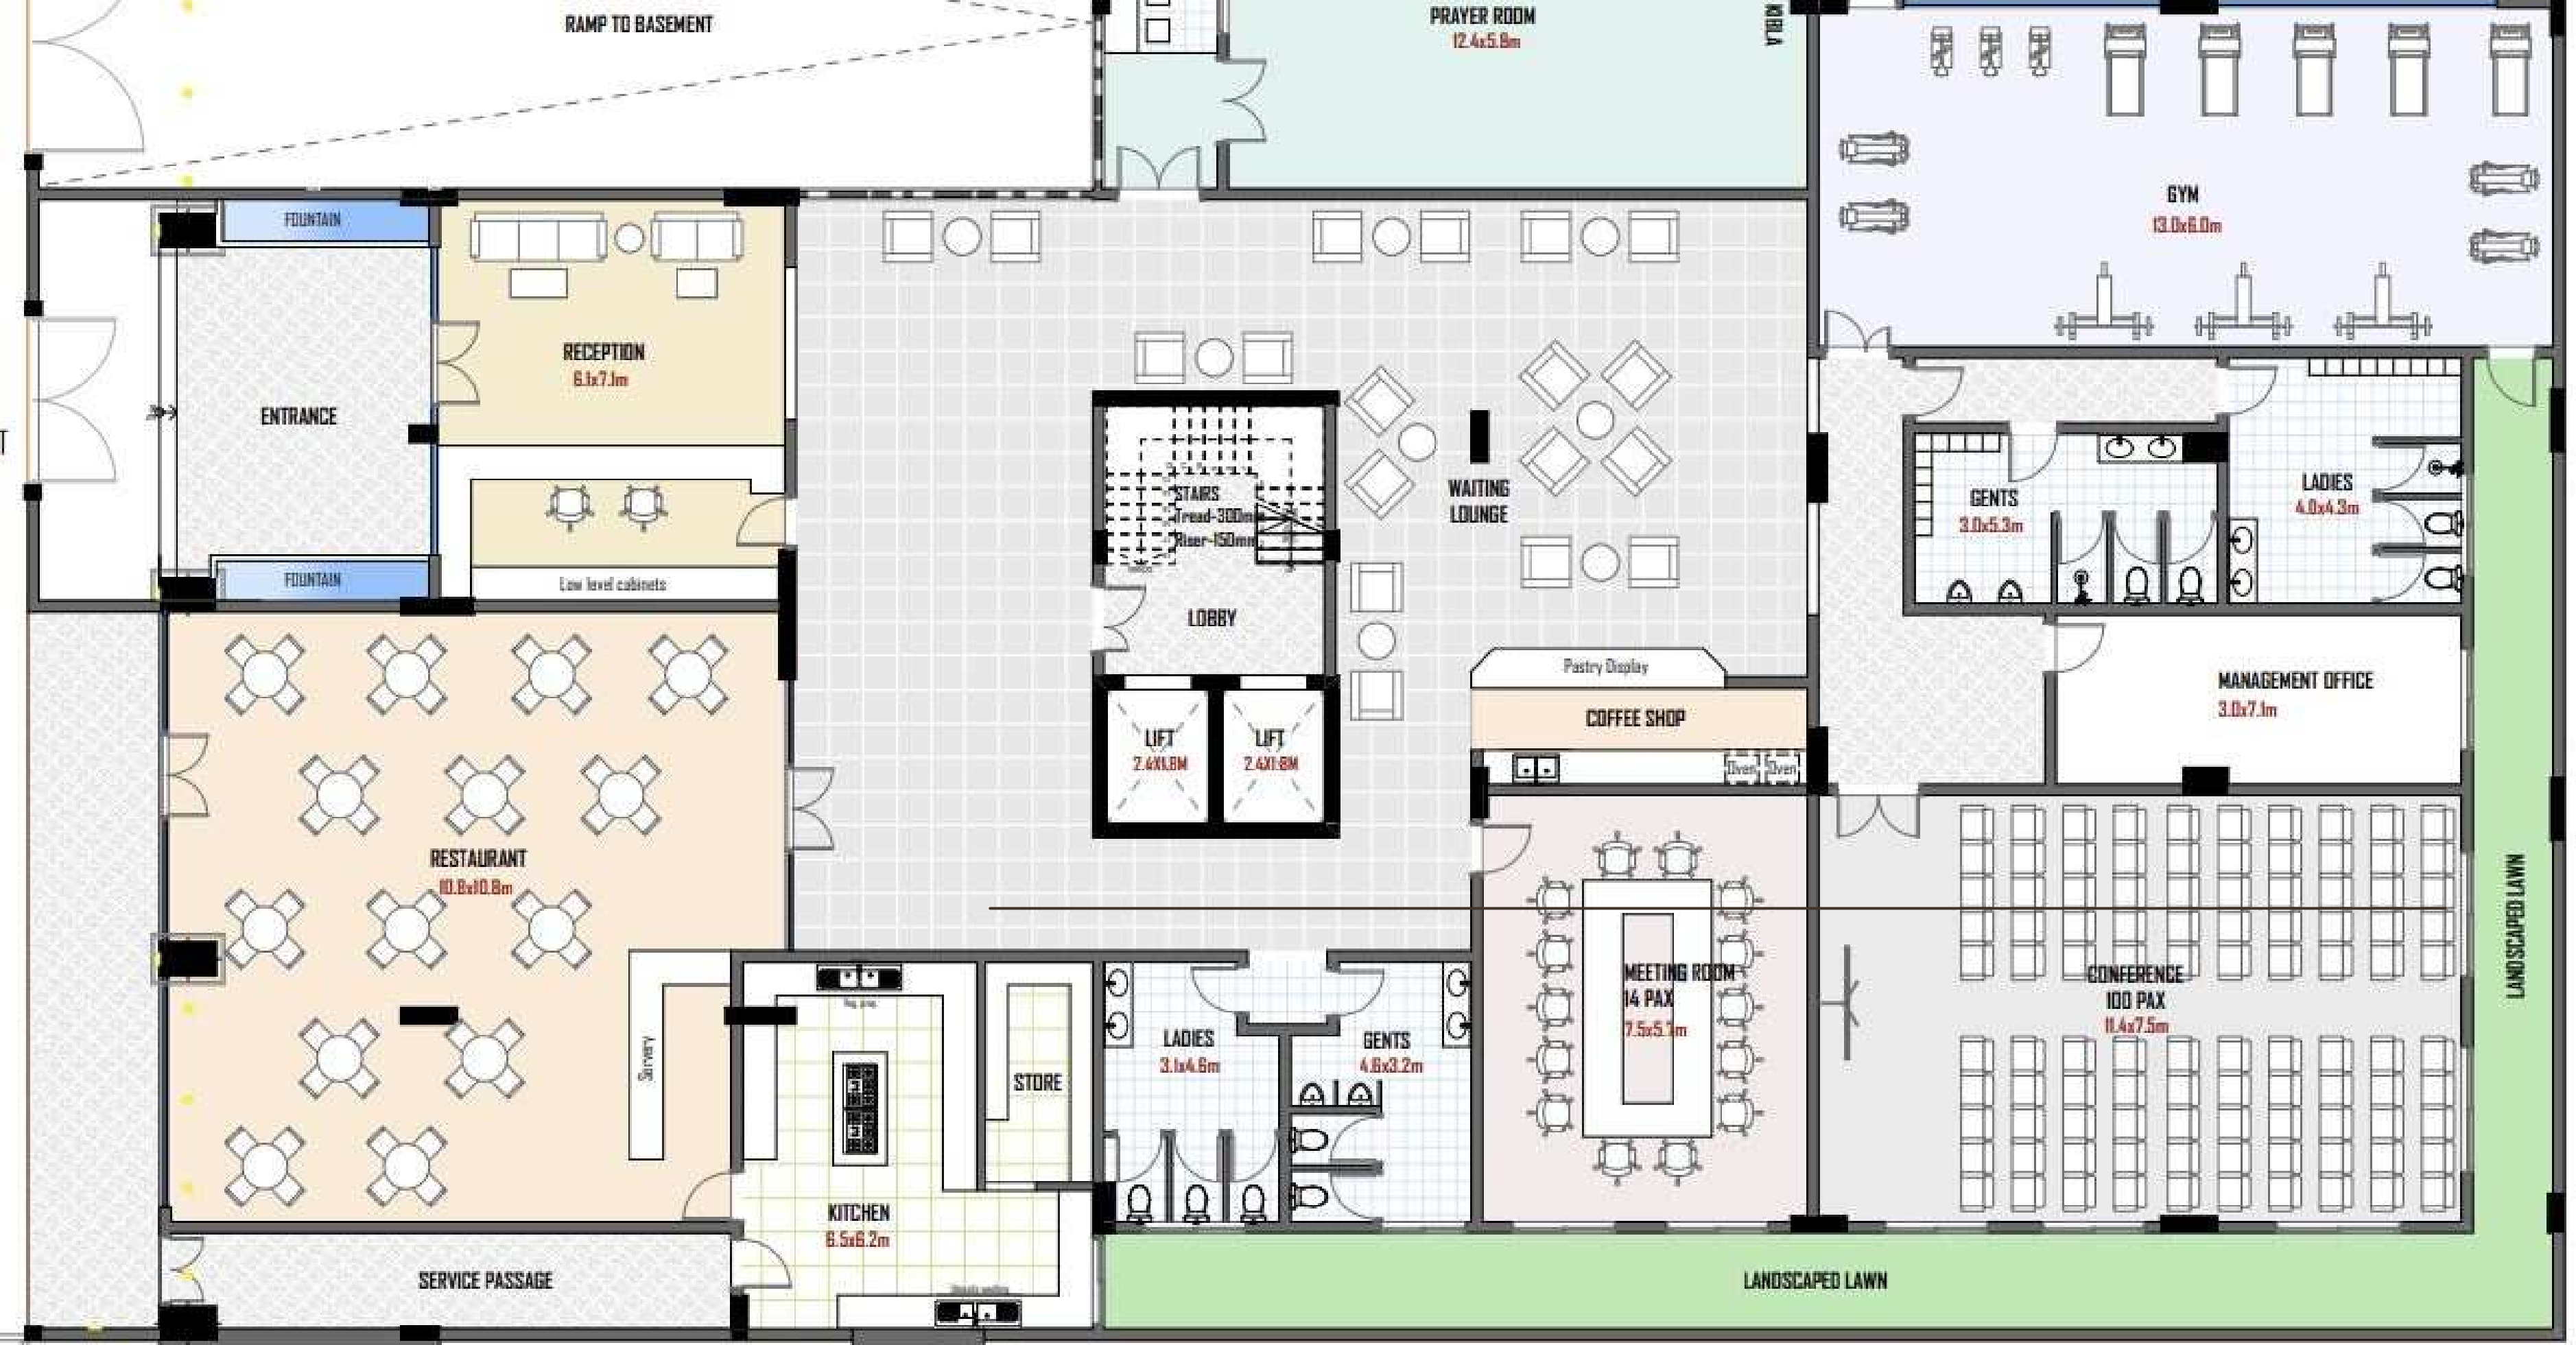 RAMP TO BASEMENT
PRAYER ROOM
12.4x5.8m
KIBLA
FOUNTAIN
GYM
13.0x6.0m
RECEPTION
6.1x7.1m
ENTRANCE
T
STAIRS
Tread-300mm
Riser-150mm
WAITING
LOUNGE
GENTS
3.0x5.3m
LADIES
4.0x4.3m
FOUNTAIN
Low level cabinets
LOBBY
Pastry Display
COFFEE SHOP
MANAGEMENT OFFICE
3.0x7.1m
LIFT
2.4X1.8M
LIFT
2.4X1.8M
Oven
Oven
RESTAURANT
10.8x10.8m
LANDSCAPED LAWN
MEETING ROOM
14 PAX
7.5x5.7m
CONFERENCE
100 PAX
11.4x7.5m
Servery
STORE
LADIES
3.1x4.6m
GENTS
4.6x3.2m
KITCHEN
6.5x6.2m
SERVICE PASSAGE
LANDSCAPED LAWN